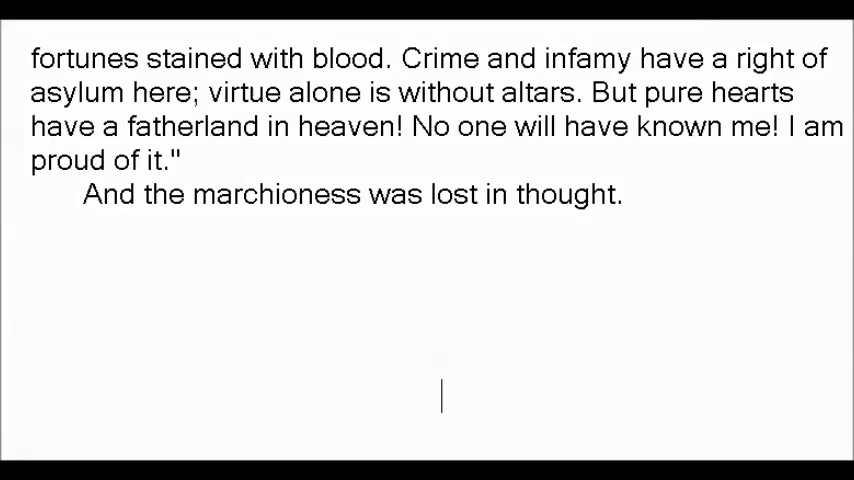 fortunes stained with blood. Crime and infamy have a right of
asylum here; virtue alone is without altars. But pure hearts
have a fatherland in heaven! No one will have known me! I am
proud of it."
And the marchioness was lost in thought.